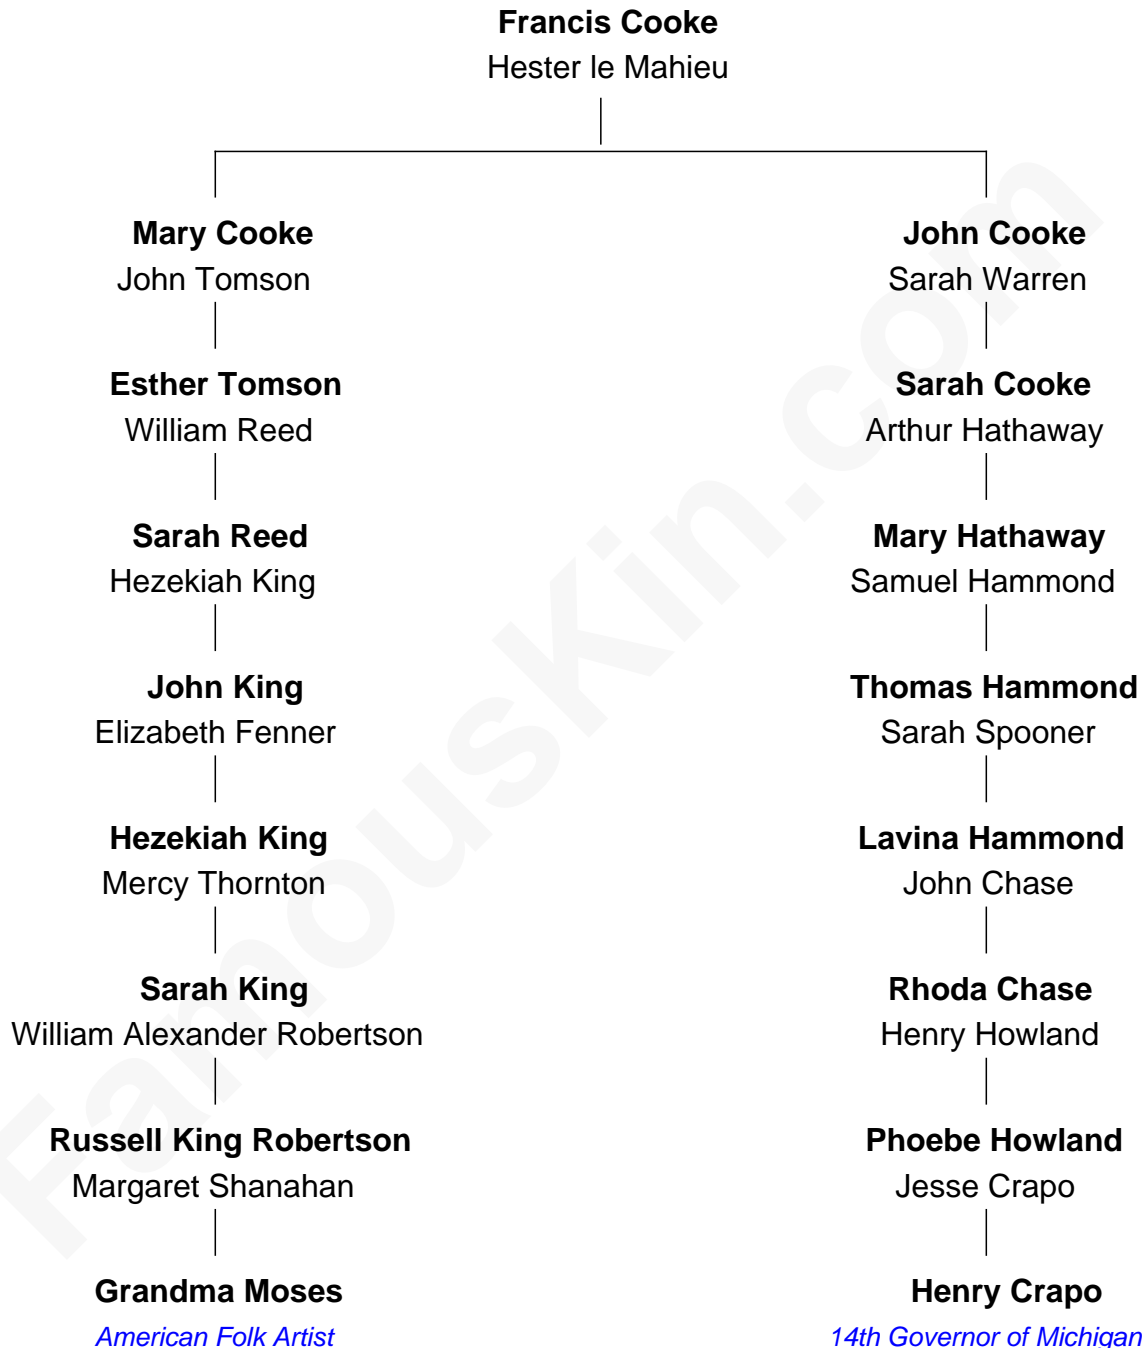 Francis Cooke
Hester le Mahieu
Mary Cooke
John Tomson
John Cooke
Sarah Warren
Esther Tomson
William Reed
Sarah Cooke
Arthur Hathaway
Sarah Reed
Hezekiah King
Mary Hathaway
Samuel Hammond
John King
Elizabeth Fenner
Thomas Hammond
Sarah Spooner
Hezekiah King
Mercy Thornton
Lavina Hammond
John Chase
Sarah King
William Alexander Robertson
Rhoda Chase
Henry Howland
Russell King Robertson
Margaret Shanahan
Phoebe Howland
Jesse Crapo
Grandma Moses
American Folk Artist
Henry Crapo
14th Governor of Michigan
FamousKin.com